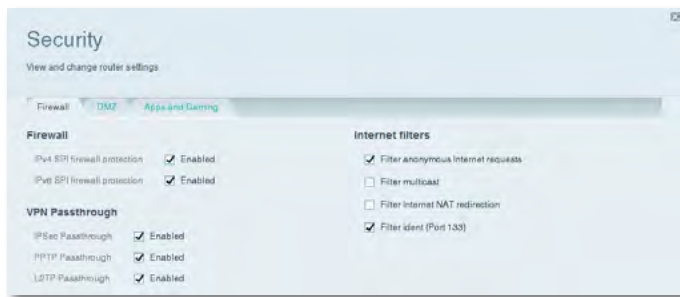 Security
View and change router settings
Firewall DMZ Apps and Gaming
Firewall
IPv4 SPI firewall protection Enabled
IPv6 SPI firewall protection Enabled
VPN Passthrough
IPSec Passthrough Enabled
PPTP Passthrough Enabled
L2TP Passthrough Enabled
Internet filters
Filter anonymous Internet requests
Filter multicast
Filter Internet NAT redirection
Filter ident (Port 133)